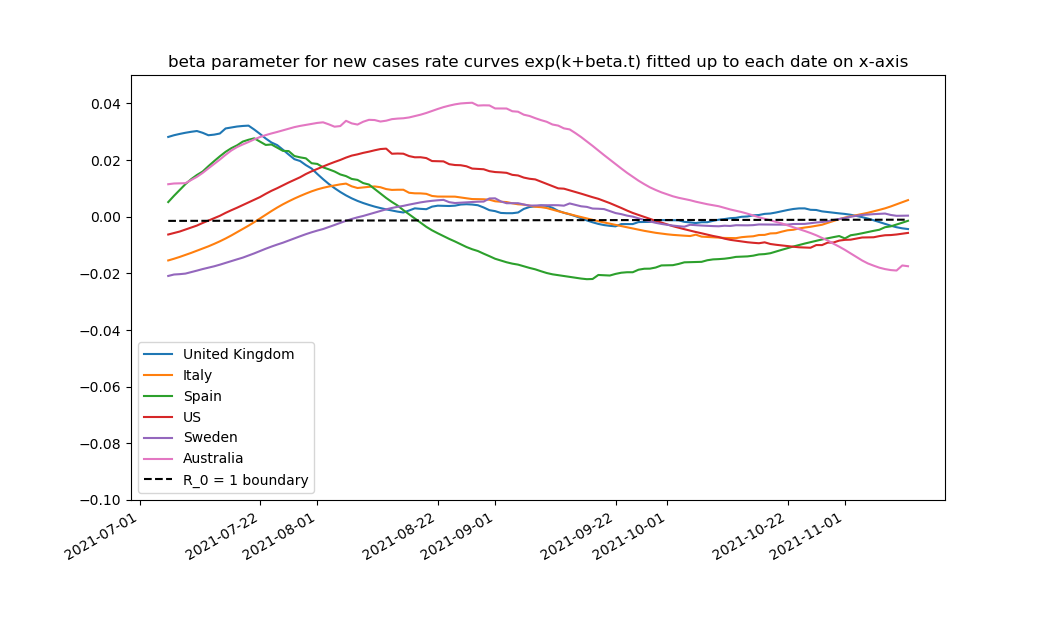 beta parameter for new cases rate curves exp(k+beta.t) fitted up to each date on x-axis
0.04
0.02
0.00
−0.02
−0.04
−0.06
−0.08
−0.10
United Kingdom
Italy
Spain
US
Sweden
Australia
R_0 = 1 boundary
2021-07-01
2021-07-22
2021-08-01
2021-08-22
2021-09-01
2021-09-22
2021-10-01
2021-10-22
2021-11-01